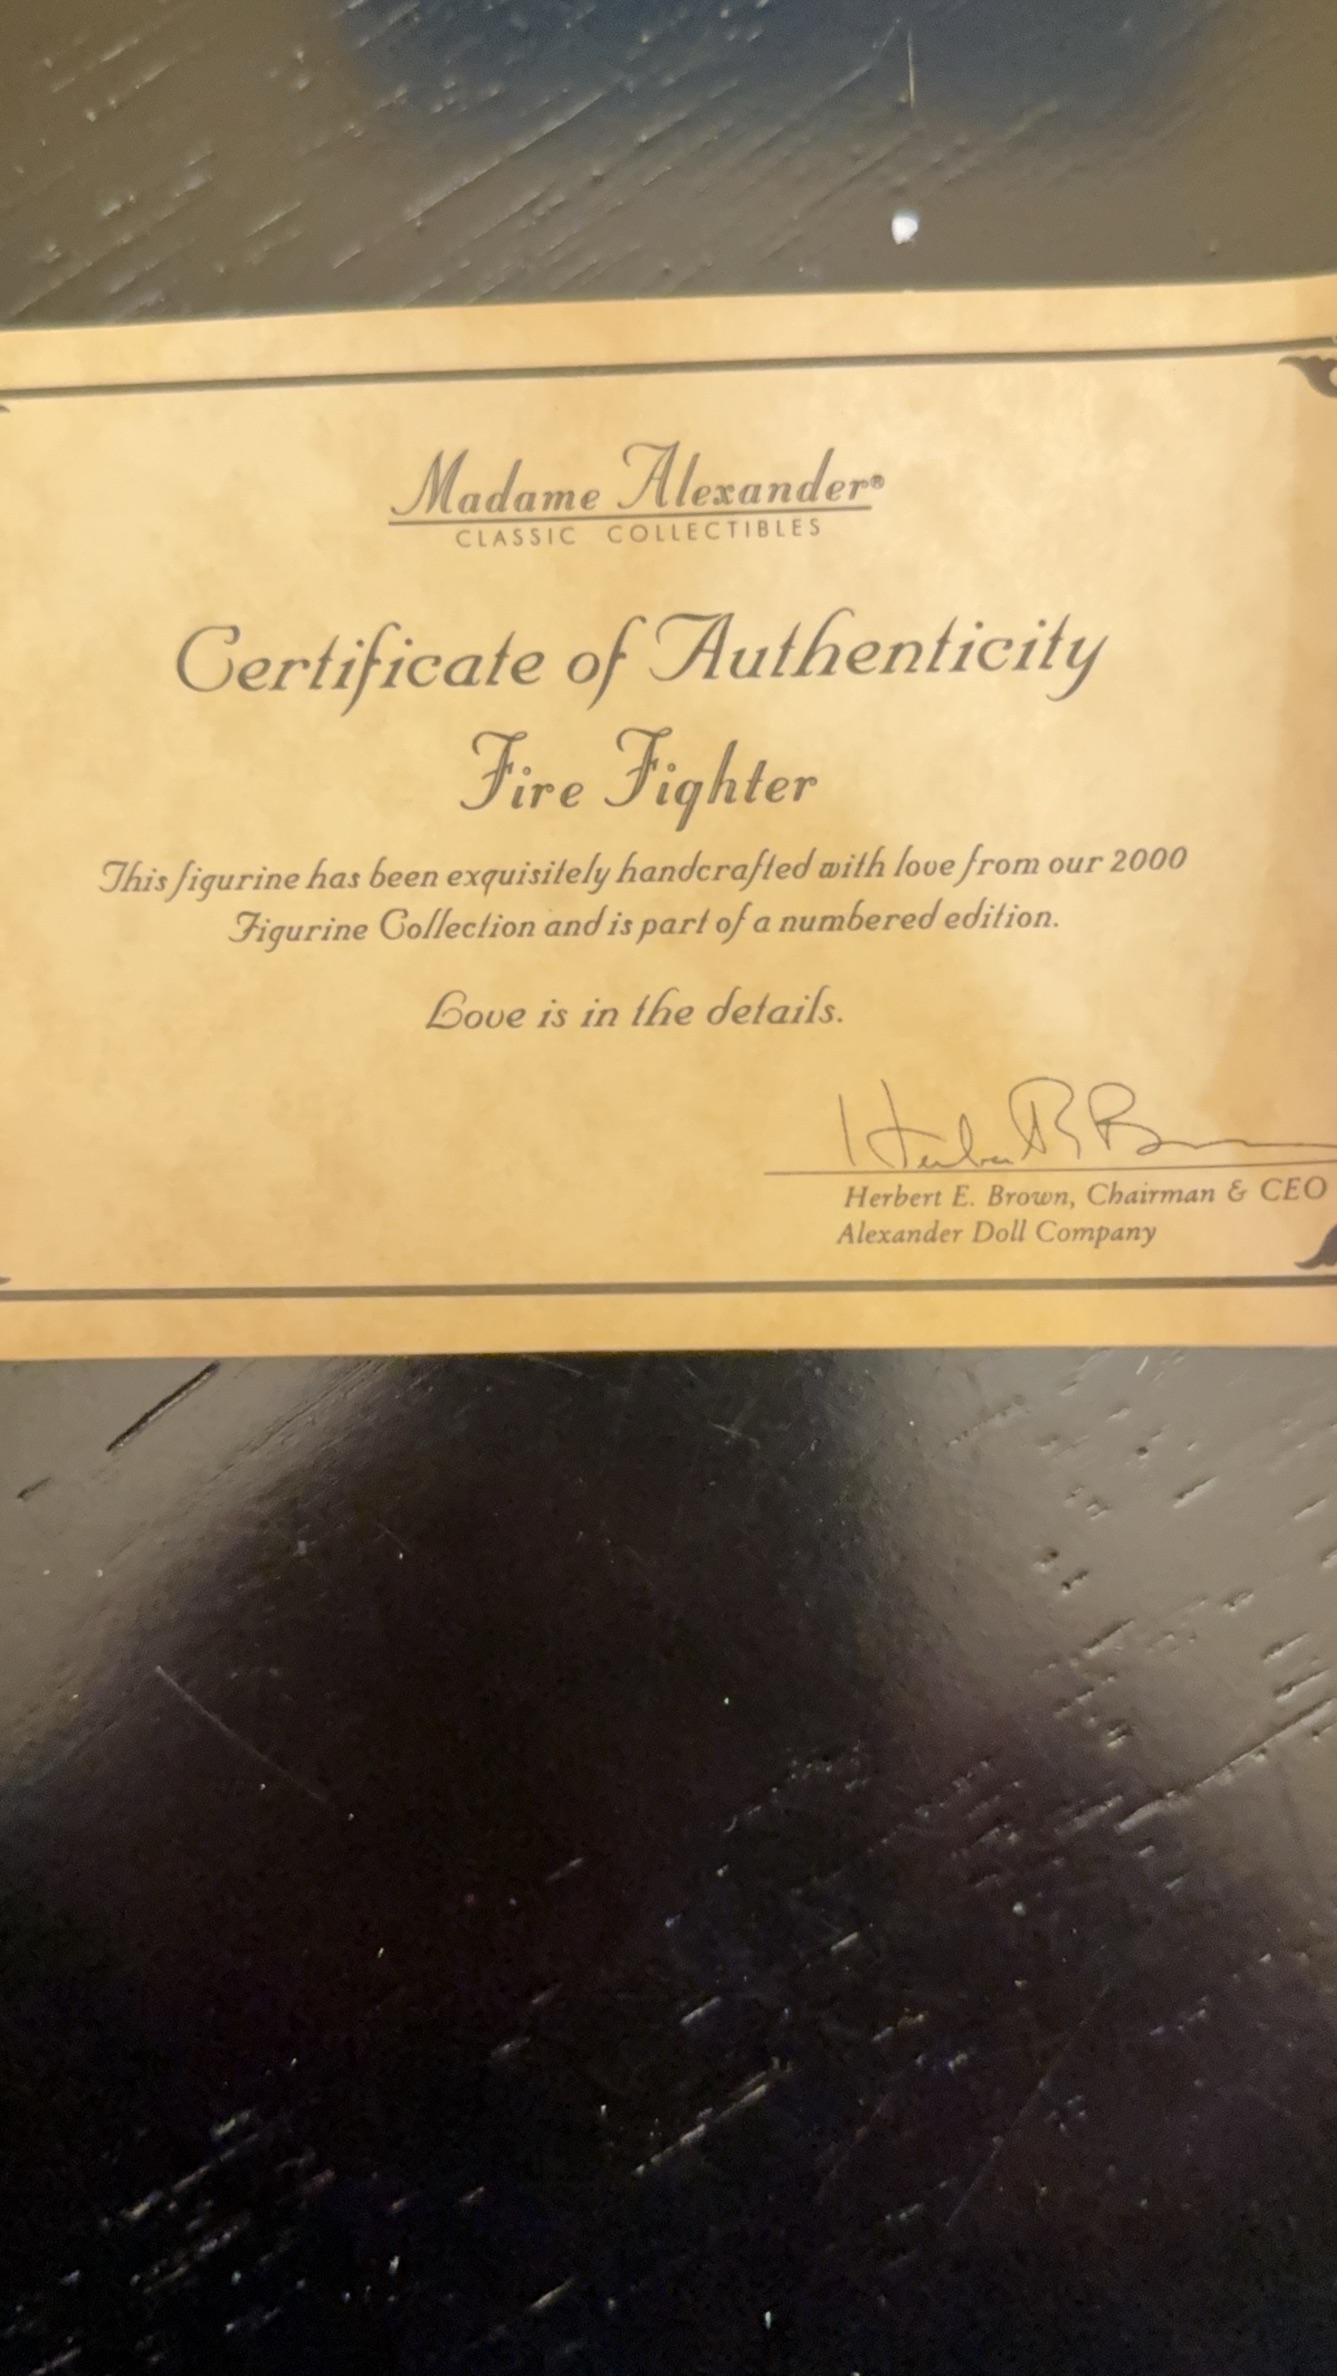 Madame Alexander®
CLASSIC COLLECTIBLES
Certificate of Authenticity
Fire Fighter
This figurine has been exquisitely handcrafted with love from our 2000
Figurine Collection and is part of a numbered edition.
Love is in the details.
Herbert E. Brown, Chairman & CEO
Alexander Doll Company